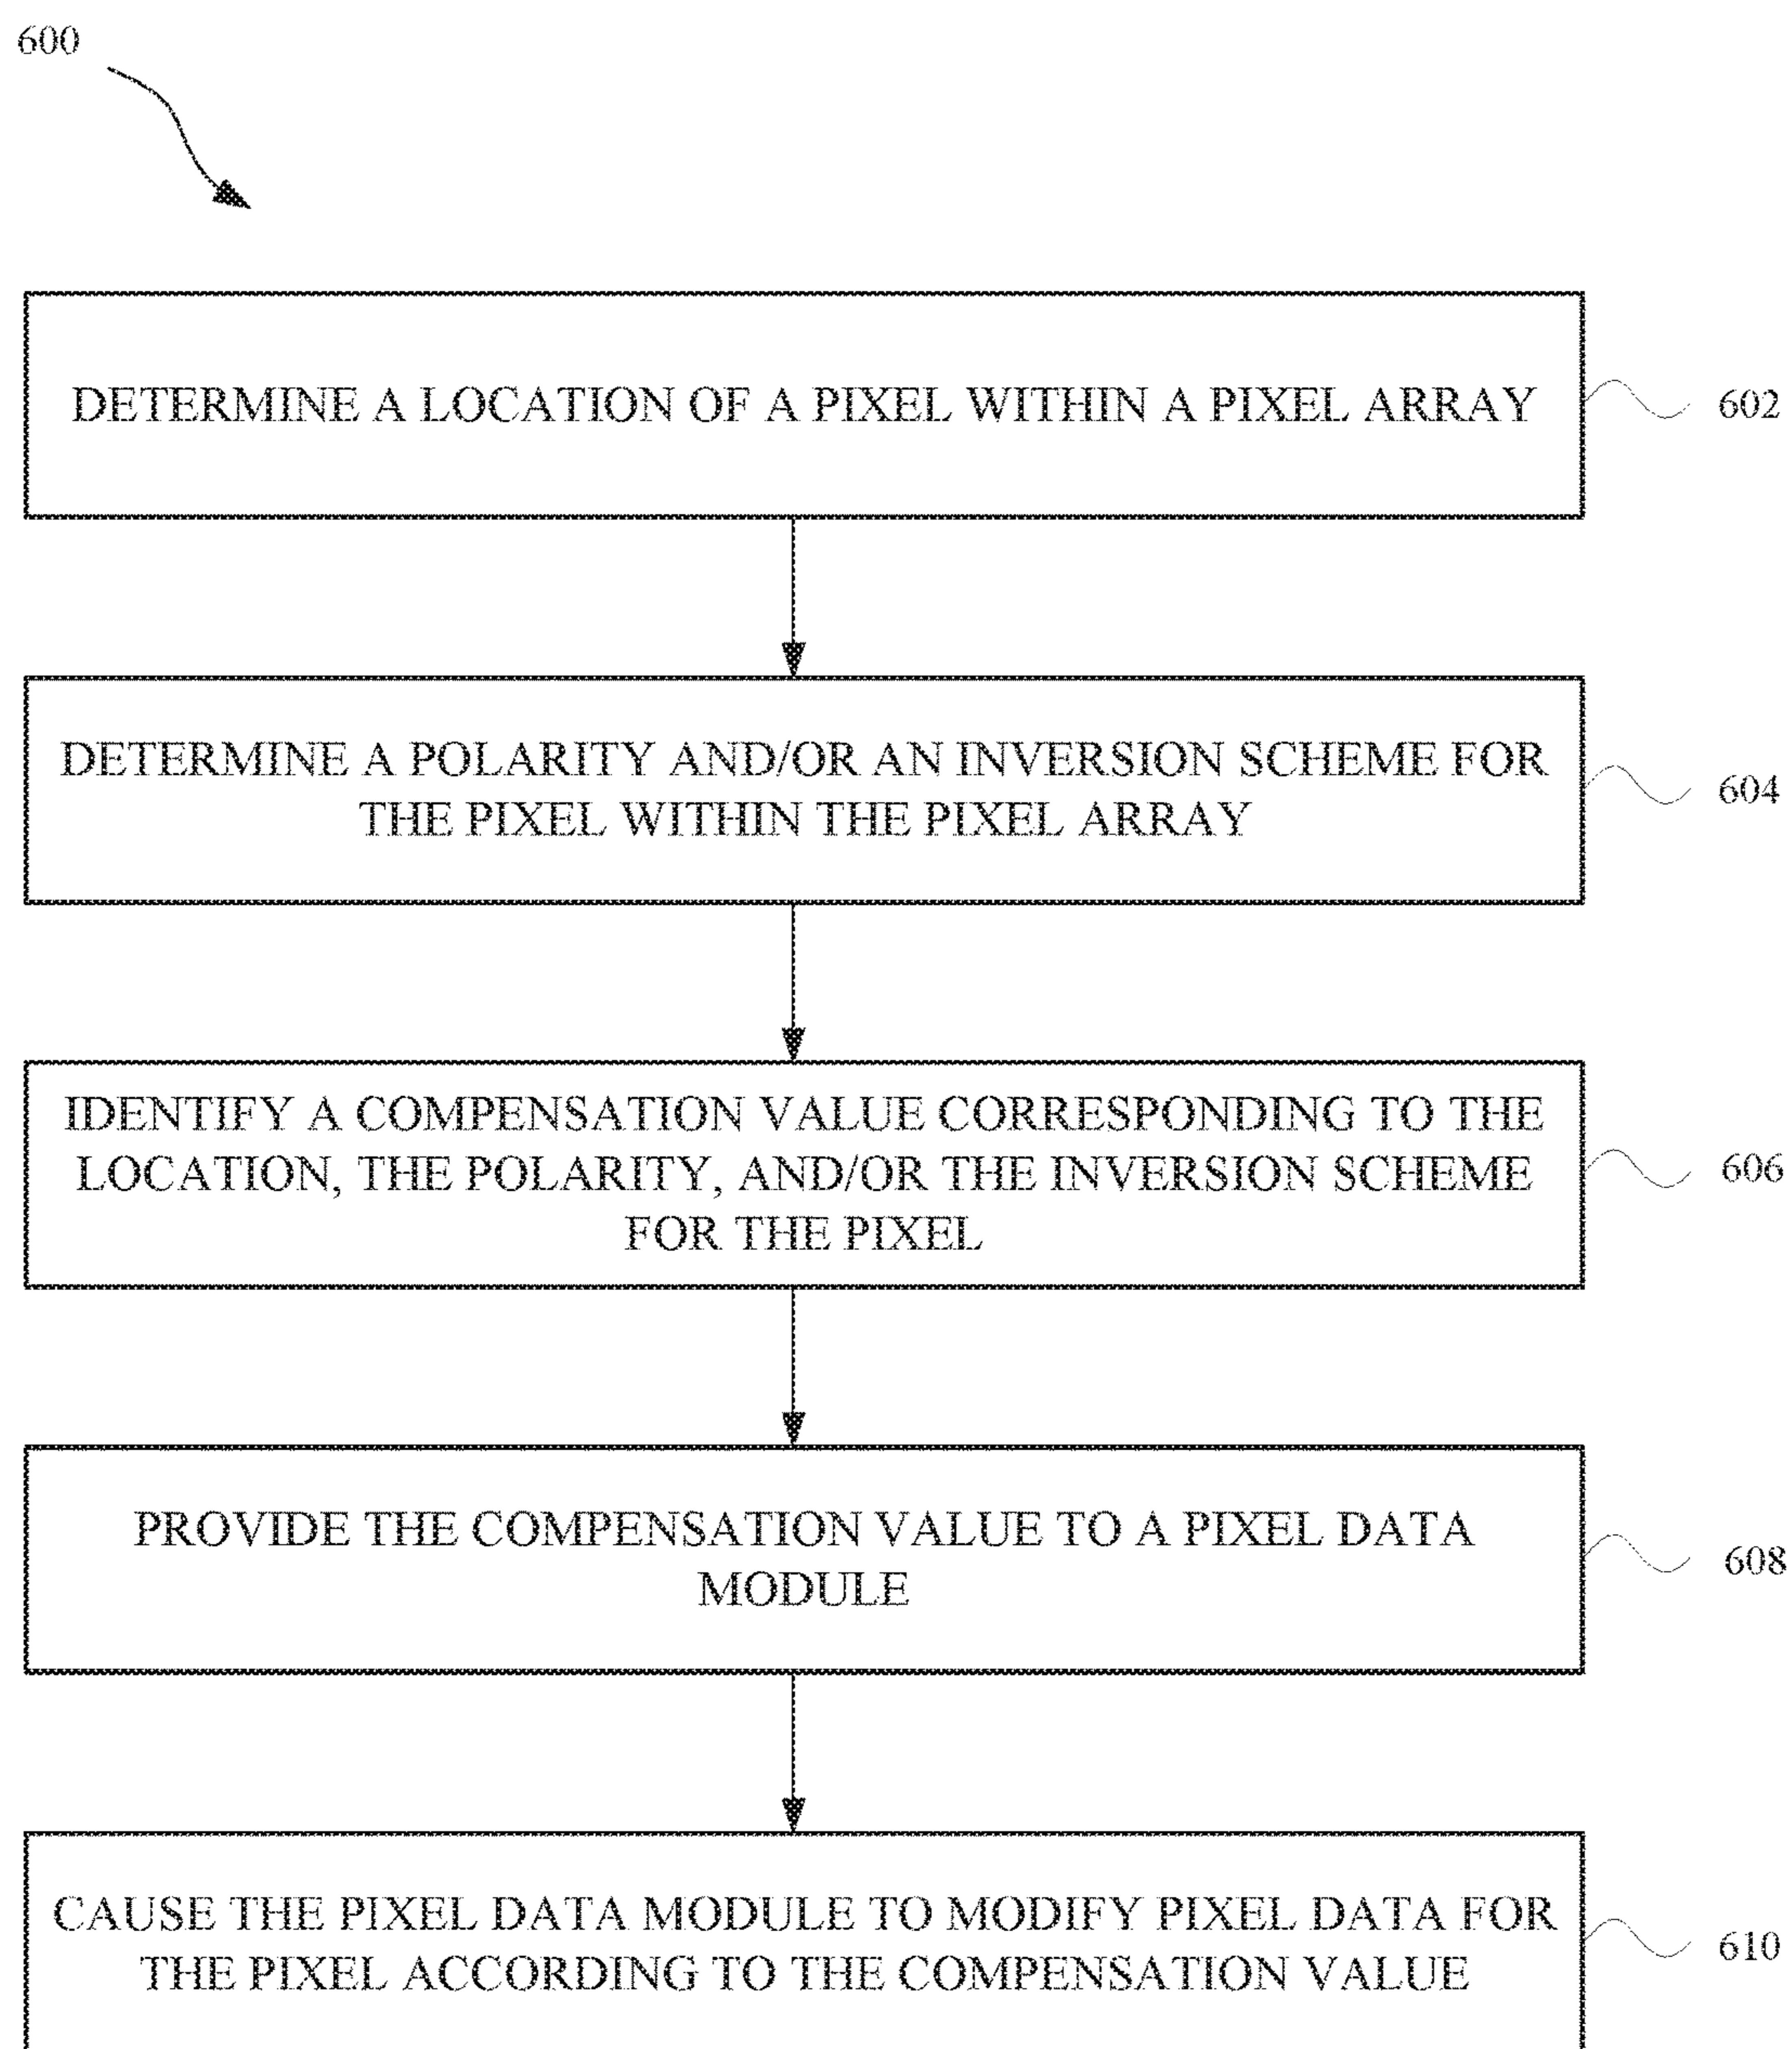 600
DETERMINE A LOCATION OF A PIXEL WITHIN A PIXEL ARRAY
602
DETERMINE A POLARITY AND/OR AN INVERSION SCHEME FOR
THE PIXEL WITHIN THE PIXEL ARRAY
604
IDENTIFY A COMPENSATION VALUE CORRESPONDING TO THE
LOCATION, THE POLARITY, AND/OR THE INVERSION SCHEME
FOR THE PIXEL
606
PROVIDE THE COMPENSATION VALUE TO A PIXEL DATA
MODULE
608
CAUSE THE PIXEL DATA MODULE TO MODIFY PIXEL DATA FOR
THE PIXEL ACCORDING TO THE COMPENSATION VALUE
610